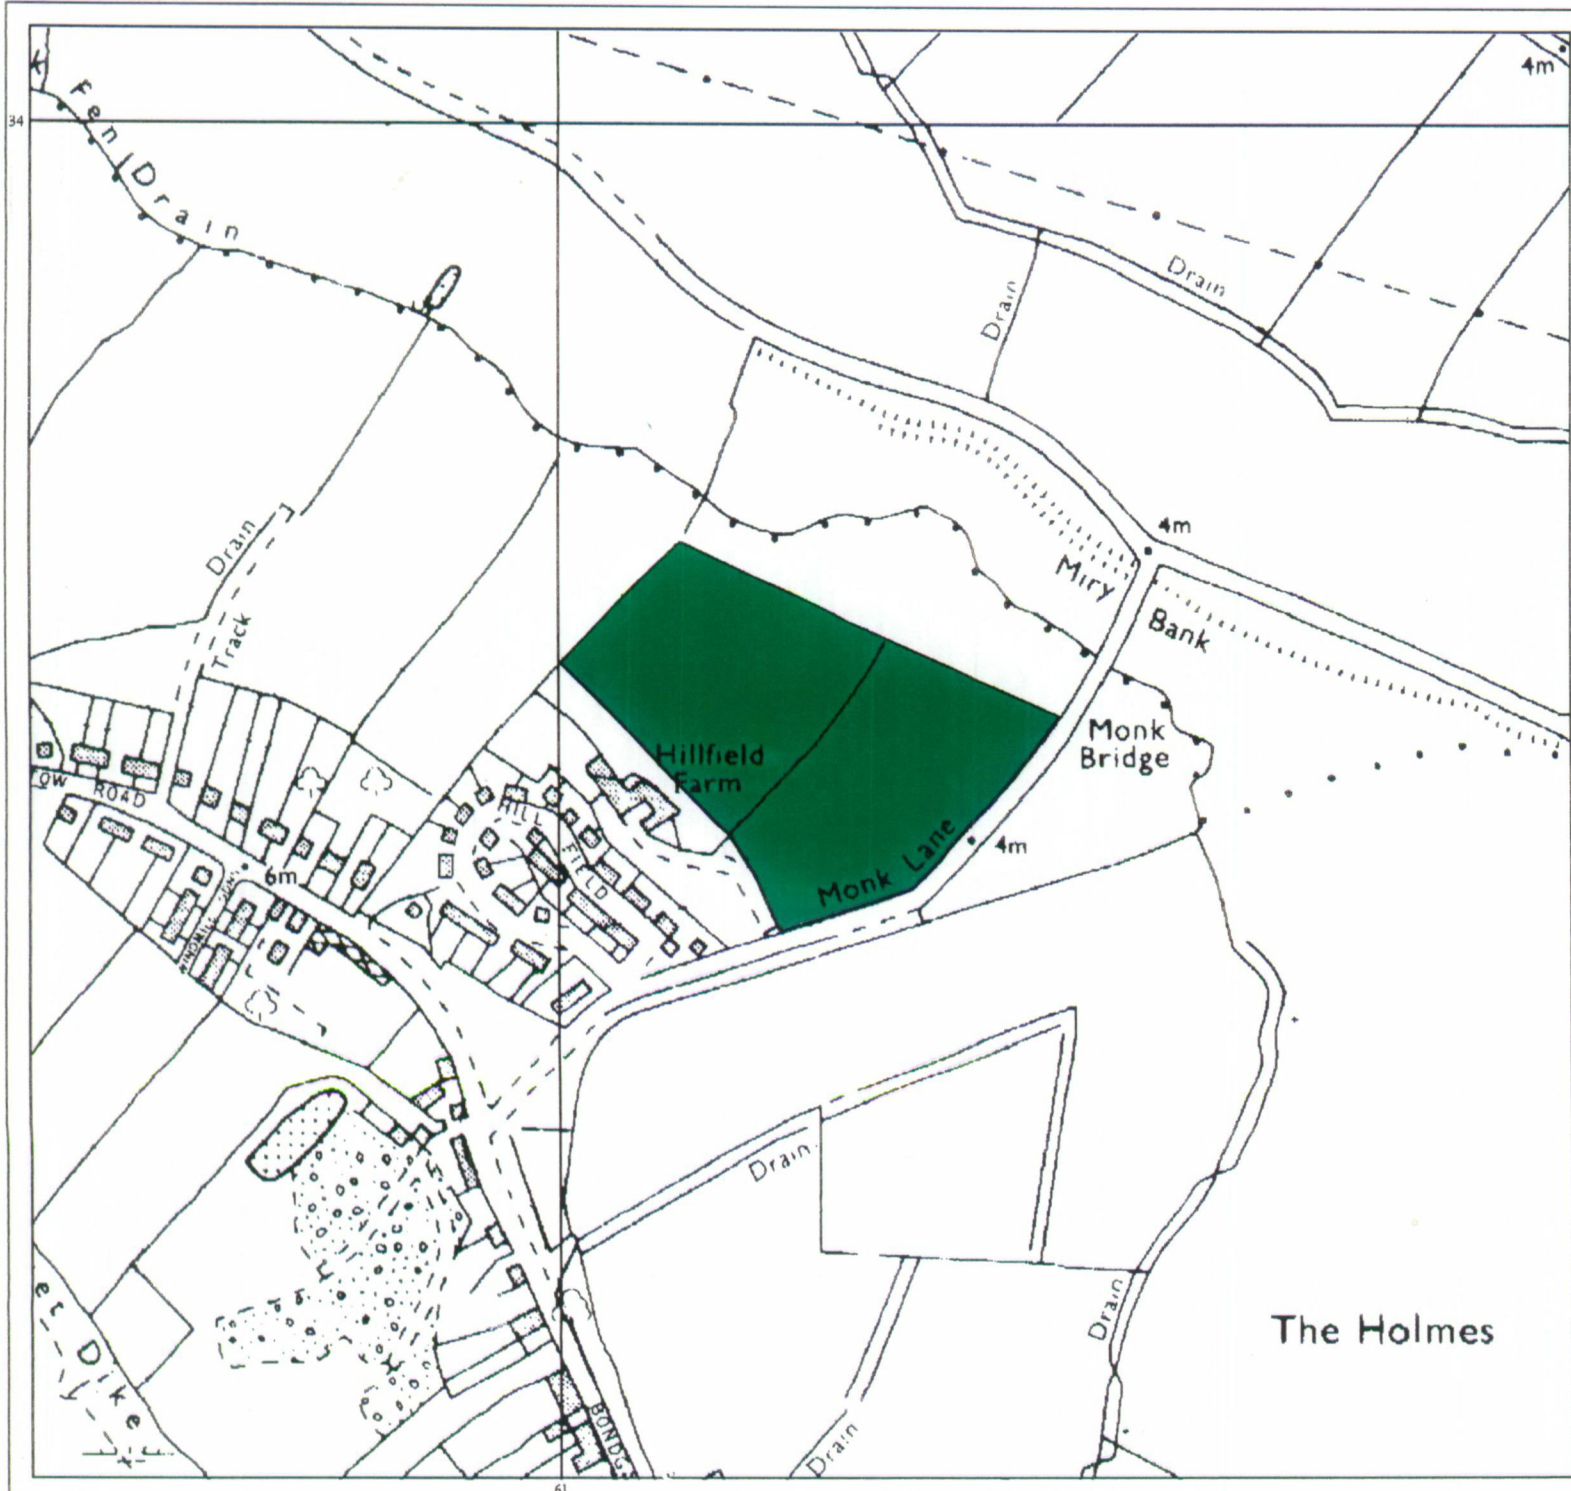 4m
34
Fen Drain
Drain
Drain
4m
Drain
Miry
Bank
Track
Monk
Bridge
Hillfield
Farm
ROAD
HILL
FIELD
Monk Lane
4m
6m
Drain
Drain
The Holmes
Dike
Drain
61